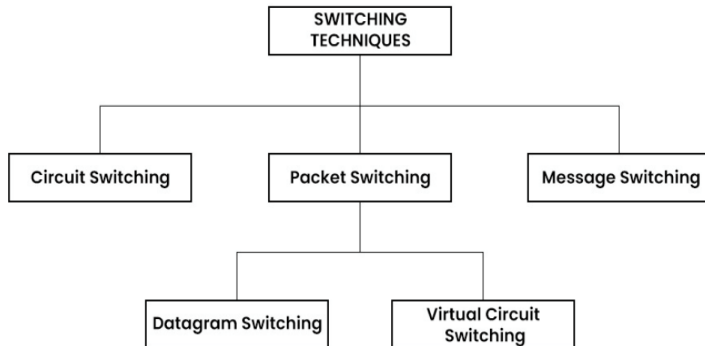 SWITCHING
TECHNIQUES
Circuit Switching
Packet Switching
Message Switching
Datagram Switching
Virtual Circuit
Switching